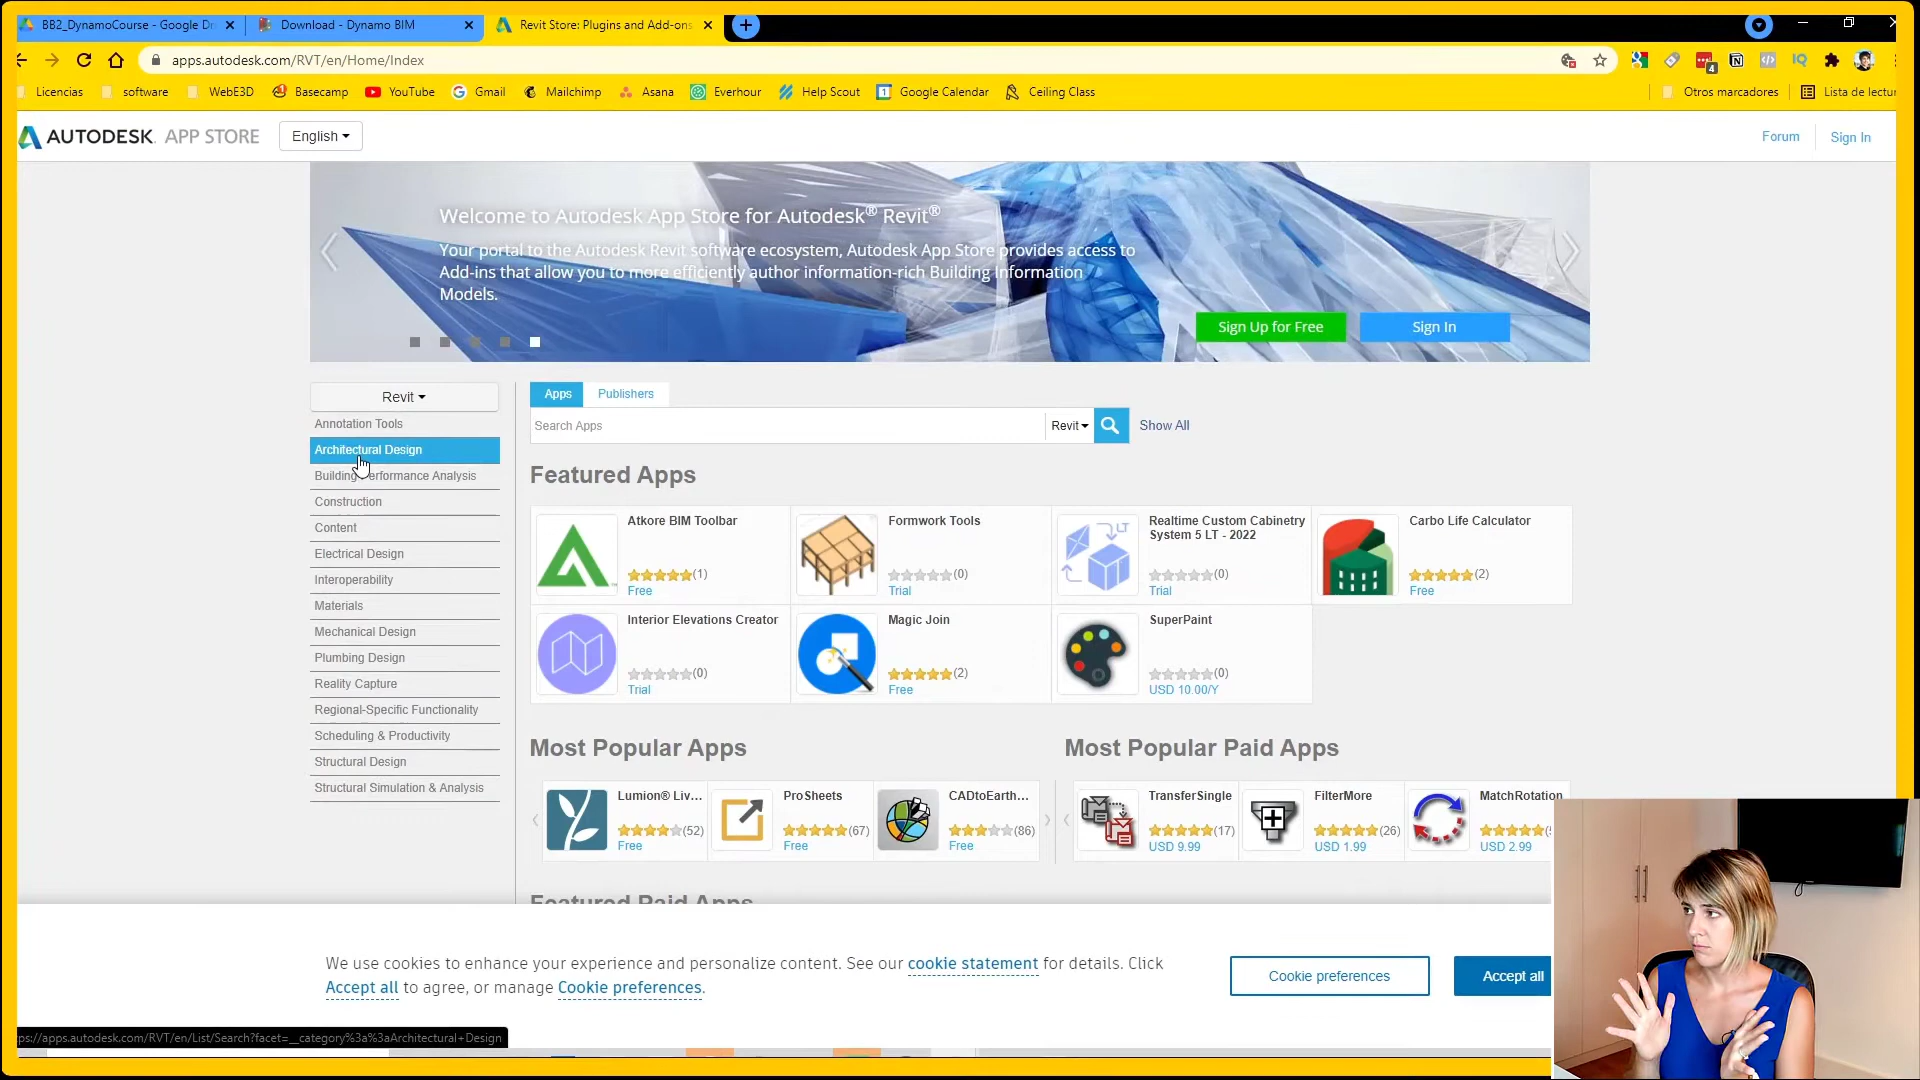 BB2_DynamoCourse - Google Dr
Download - Dynamo BIM
Revit Store: Plugins and Add-ons
apps.autodesk.com/RVT/en/Home/Index
4
Licencias
software
WebE3D
Basecamp
YouTube
Gmail
Mailchimp
Asana
Everhour
Help Scout
Google Calendar
Ceiling Class
Otros marcadores
Lista de lectur
AUTODESK. APP STORE
English
Forum
Sign In
Welcome to Autodesk App Store for Autodesk® Revit®
Your portal to the Autodesk Revit software ecosystem, Autodesk App Store provides access to
Add-ins that allow you to more efficiently author information-rich Building Information
Models.
Sign Up for Free
Sign In
Revit
Annotation Tools
Architectural Design
Building Performance Analysis
Construction
Content
Electrical Design
Interoperability
Materials
Mechanical Design
Plumbing Design
Reality Capture
Regional-Specific Functionality
Scheduling & Productivity
Structural Design
Structural Simulation & Analysis
Apps
Publishers
Search Apps
Revit
Show All
Featured Apps
Atkore BIM Toolbar
(1)
Free
Formwork Tools
(0)
Trial
Realtime Custom Cabinetry
System 5 LT - 2022
(0)
Trial
Carbo Life Calculator
(2)
Free
Interior Elevations Creator
(0)
Trial
Magic Join
(2)
Free
SuperPaint
(0)
USD 10.00/Y
Most Popular Apps
Lumion® Liv...
(52)
Free
ProSheets
(67)
Free
CADtoEarth...
(86)
Free
Most Popular Paid Apps
TransferSingle
(17)
USD 9.99
FilterMore
(26)
USD 1.99
MatchRotation
USD 2.99
Featured Paid Apps
We use cookies to enhance your experience and personalize content. See our cookie statement for details. Click
Accept all to agree, or manage Cookie preferences.
Cookie preferences
Accept all
ps://apps.autodesk.com/RVT/en/List/Search?facet=__category%3a%3aArchitectural+Design